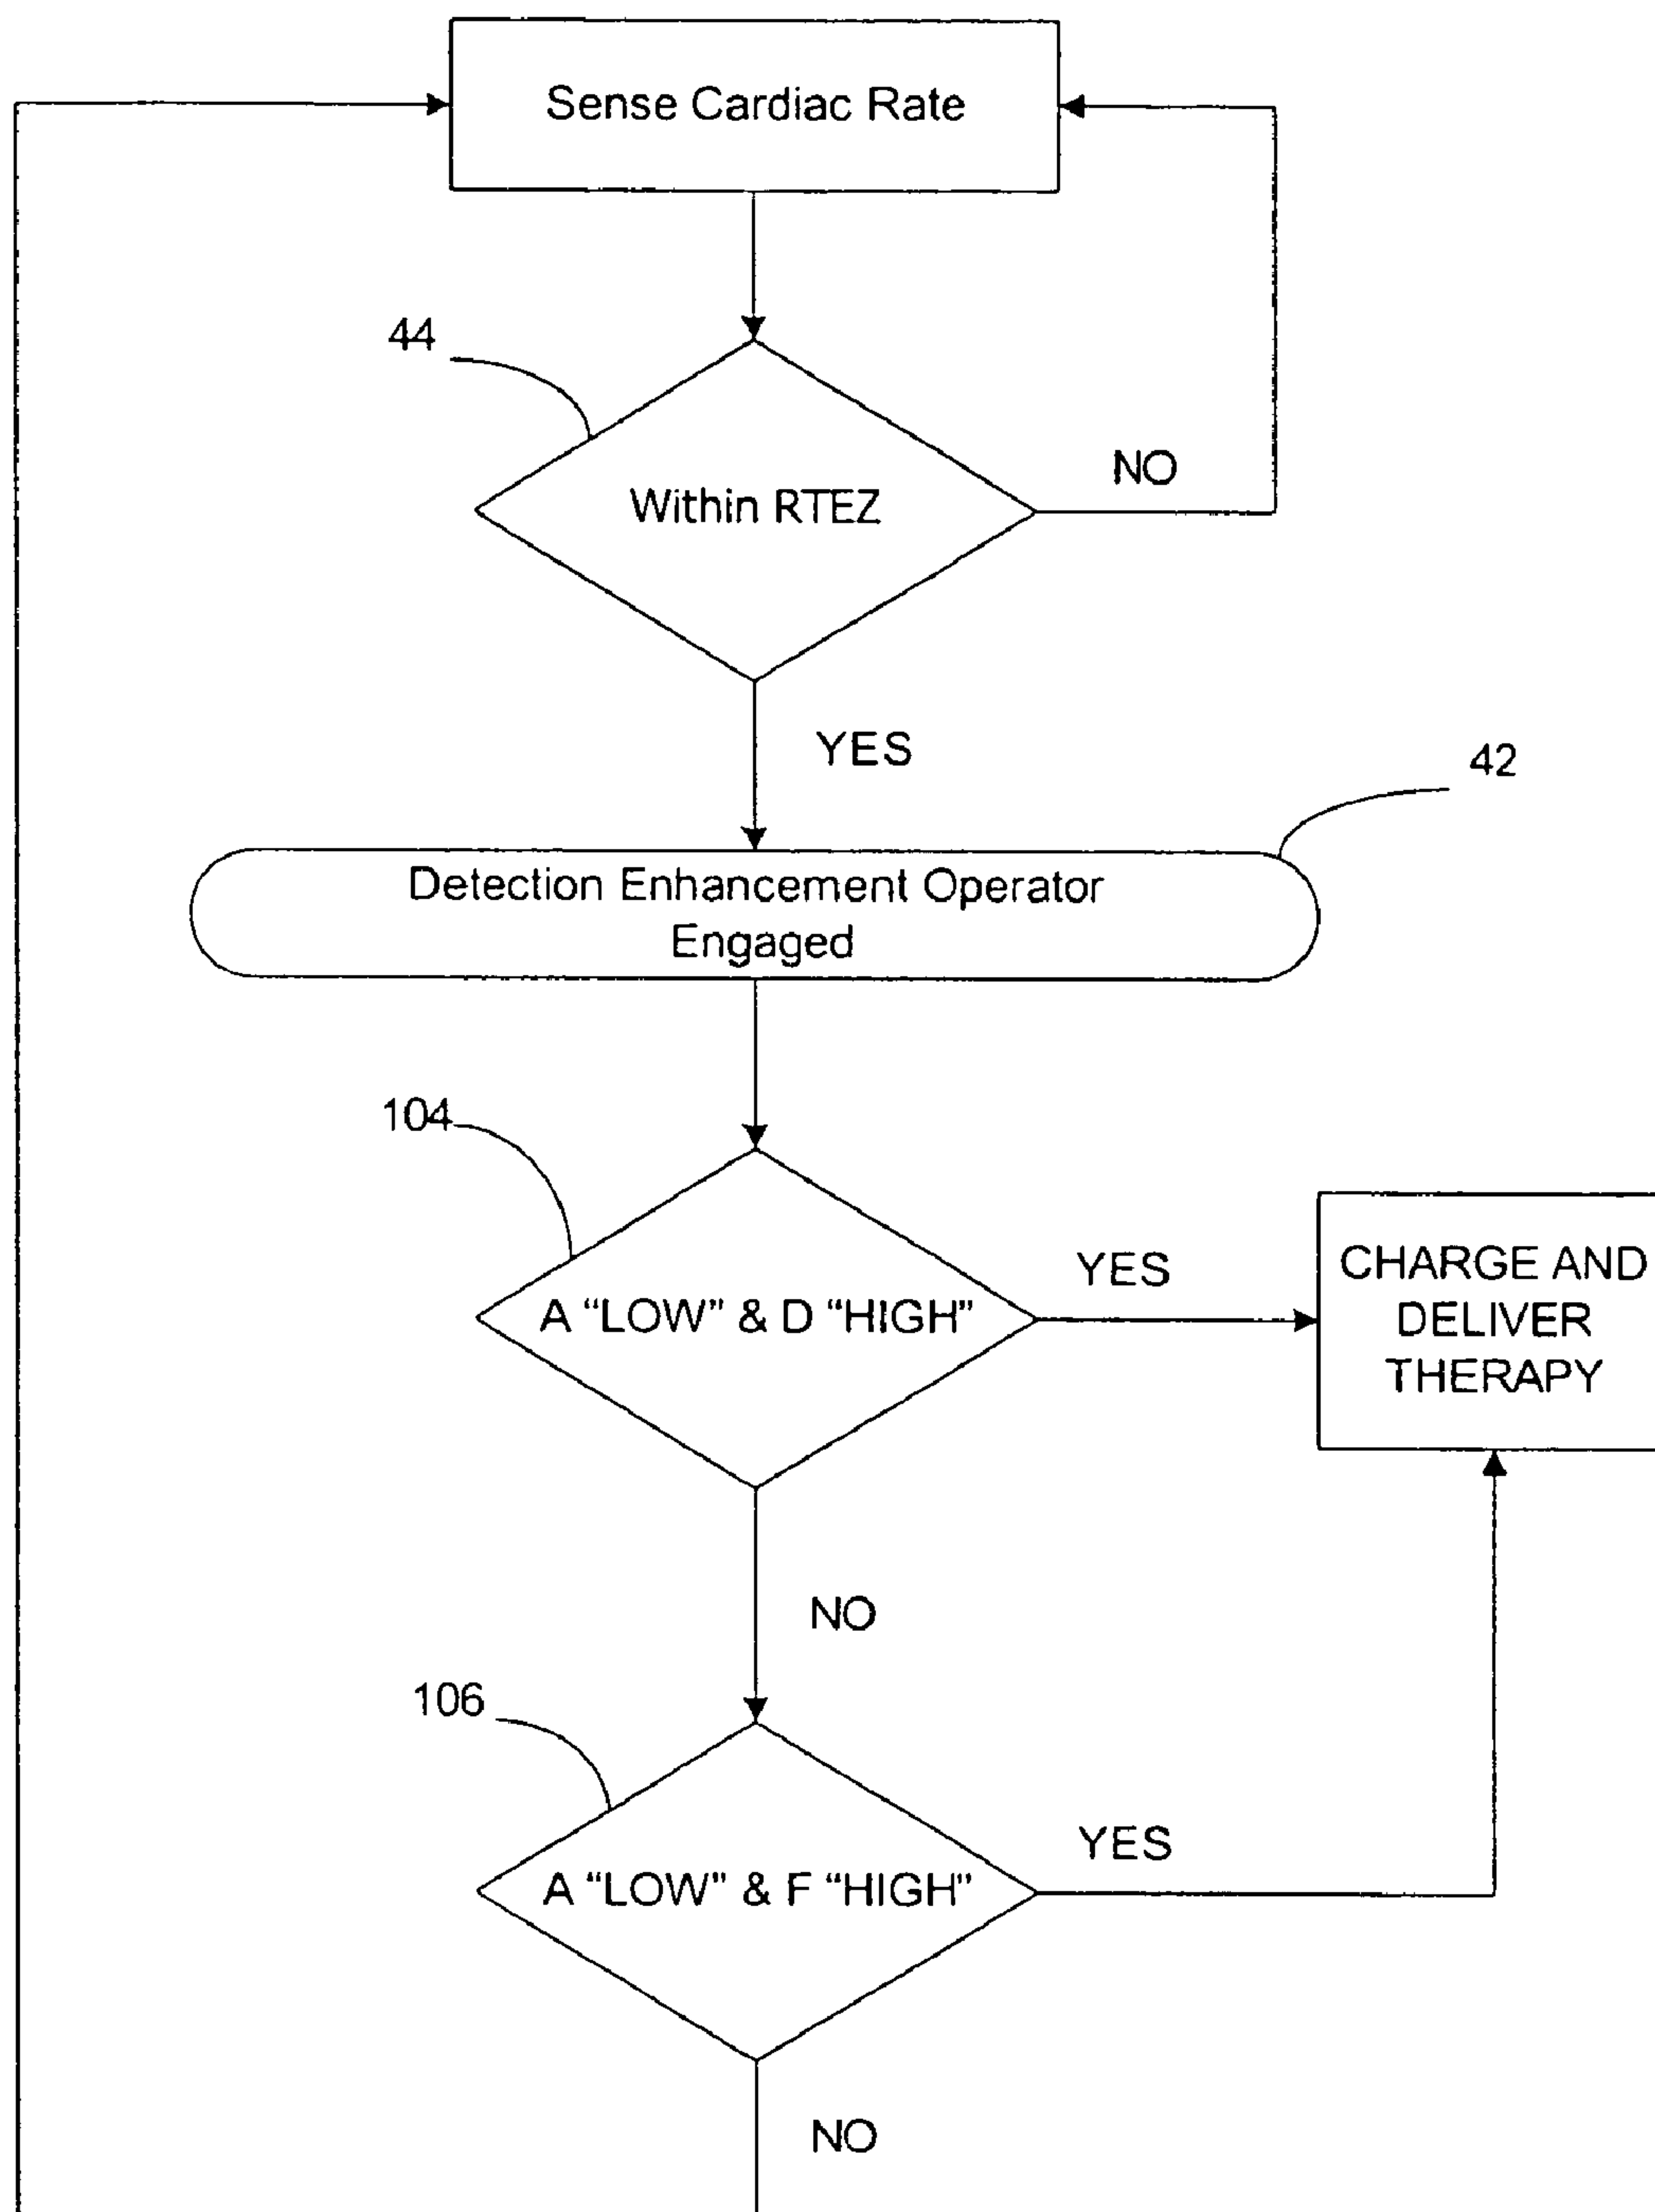 Sense Cardiac Rate
44
Within RTEZ
NO
YES
42
Detection Enhancement Operator
Engaged
104
A “LOW” & D “HIGH”
YES
CHARGE AND
DELIVER
THERAPY
NO
106
A “LOW” & F “HIGH”
YES
NO